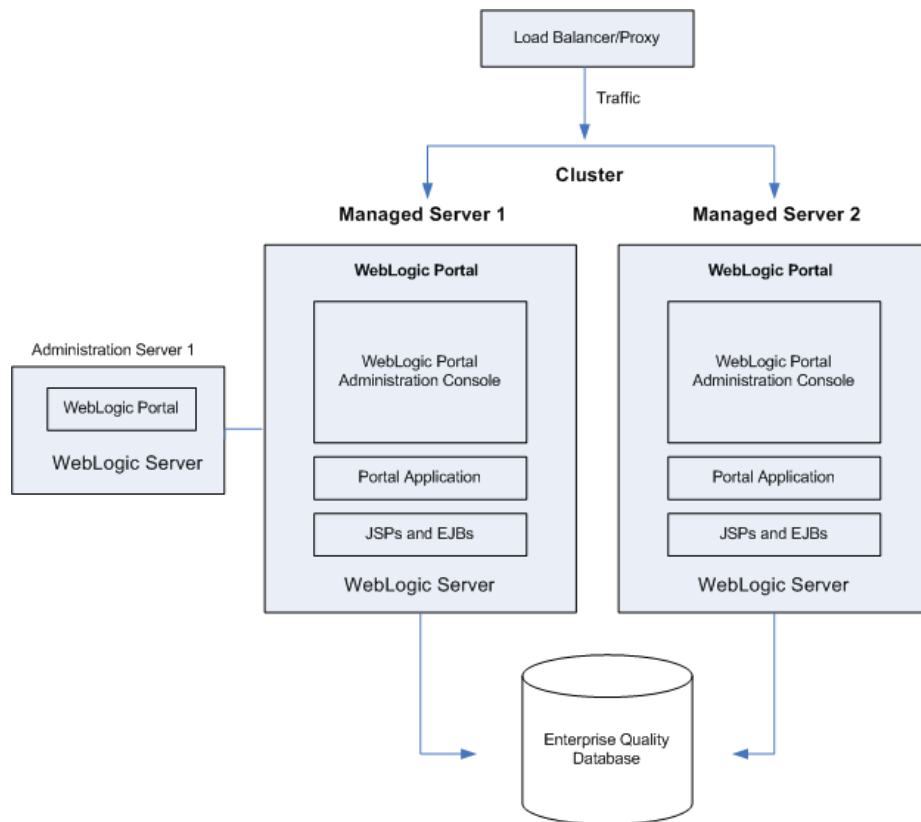 Load Balancer/Proxy
Traffic
Cluster
Managed Server 1
Managed Server 2
WebLogic Portal
WebLogic Portal
Administration Console
Portal Application
JSPs and EJBs
WebLogic Server
WebLogic Portal
WebLogic Portal
Administration Console
Portal Application
JSPs and EJBs
WebLogic Server
Administration Server 1
WebLogic Portal
WebLogic Server
Enterprise Quality
Database